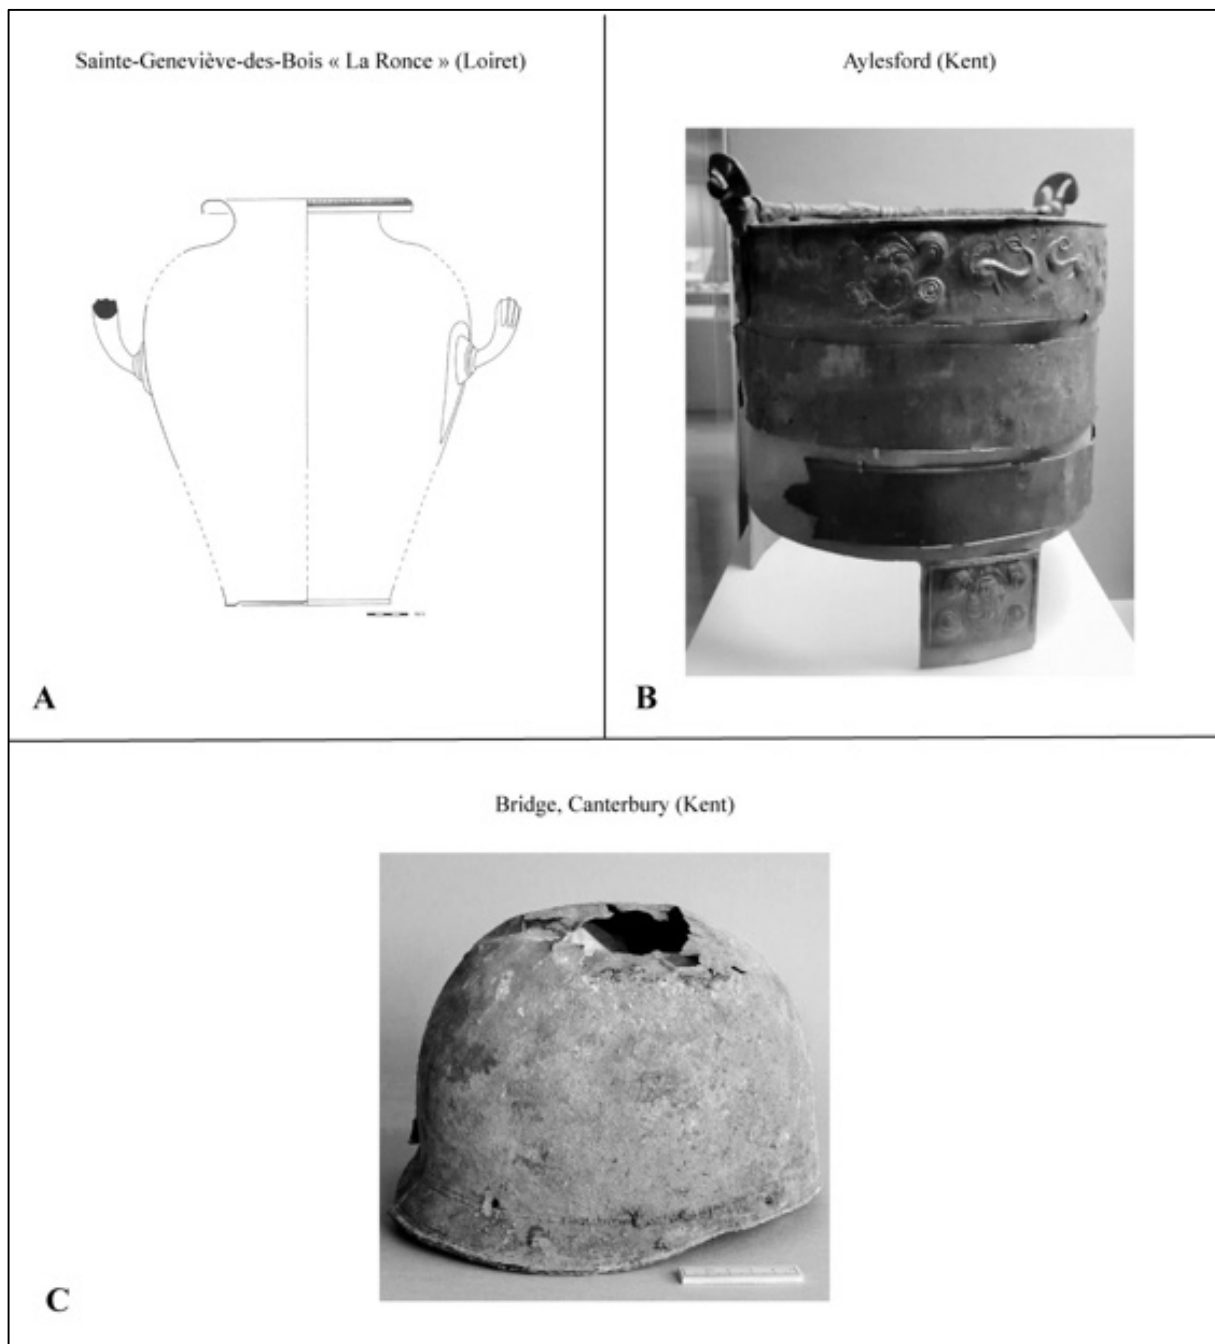 Sainte-Geneviève-des-Bois « La Ronce » (Loiret)
Aylesford (Kent)
A
B
Bridge, Canterbury (Kent)
C